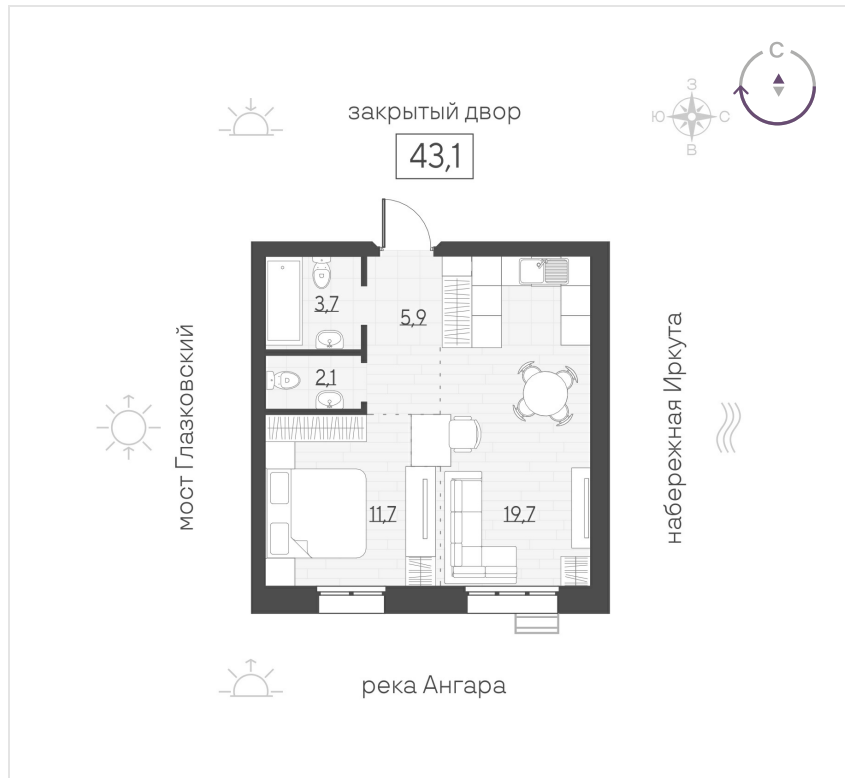 С
З
Ю
С
В
закрытый двор
43,1
3,7
5,9
2,1
11,7
19,7
мост Глазковский
набережная Иркута
река Ангара